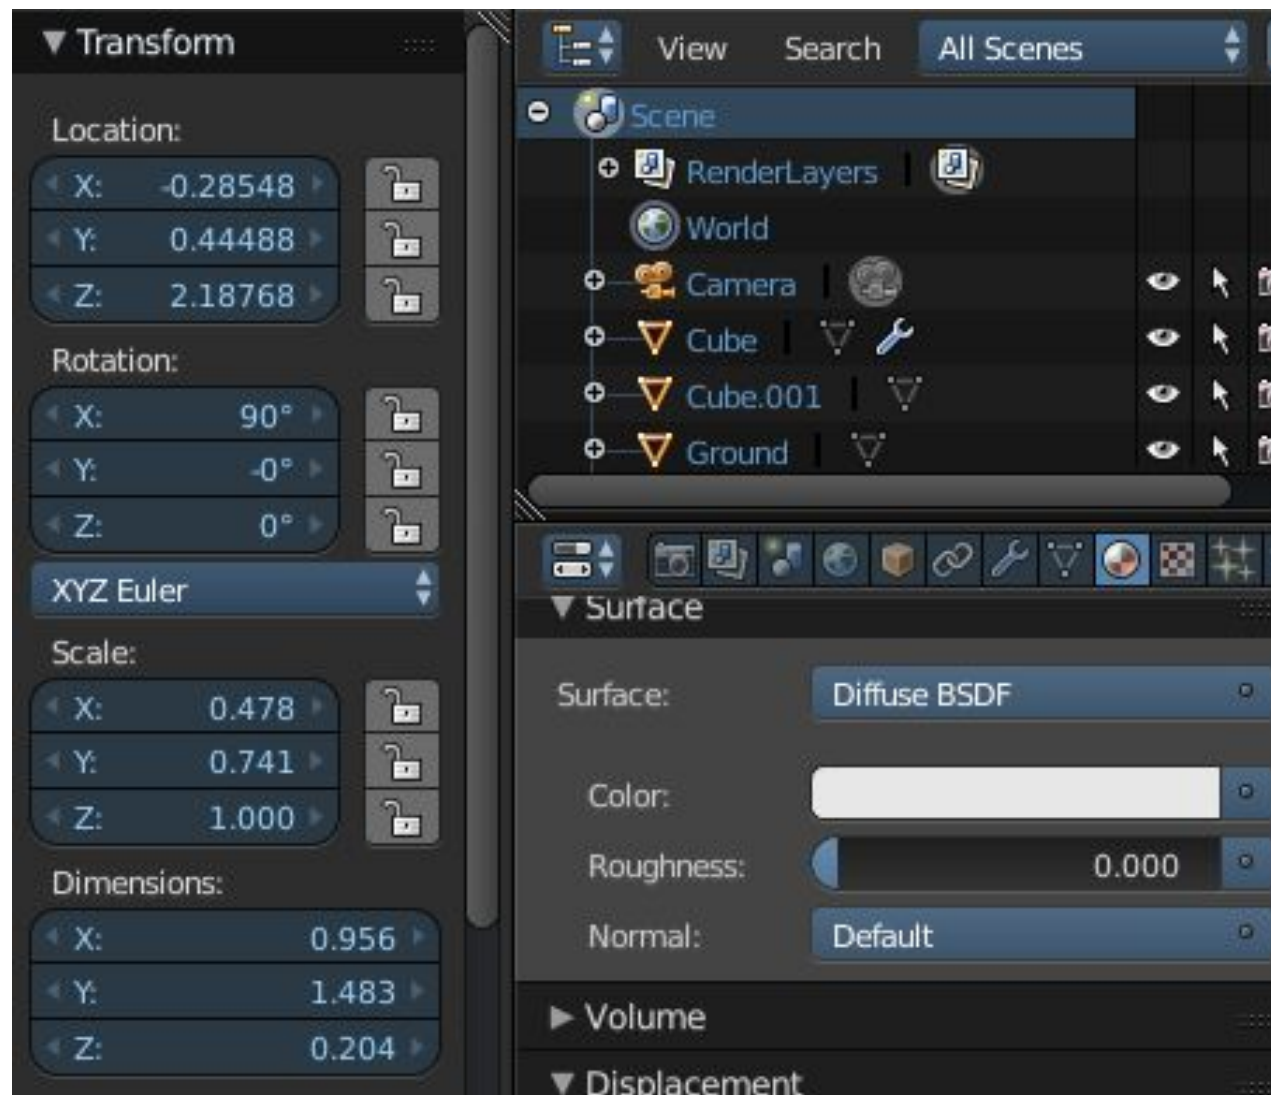 Transform
Location:
X: -0.28548
Y: 0.44488
Z: 2.18768
Rotation:
X: 90°
Y: -0°
Z: 0°
XYZ Euler
Scale:
X: 0.478
Y: 0.741
Z: 1.000
Dimensions:
X: 0.956
Y: 1.483
Z: 0.204
View Search All Scenes
Scene
RenderLayers
World
Camera
Cube
Cube.001
Ground
Surface
Surface: Diffuse BSDF
Color:
Roughness: 0.000
Normal: Default
Volume
Displacement